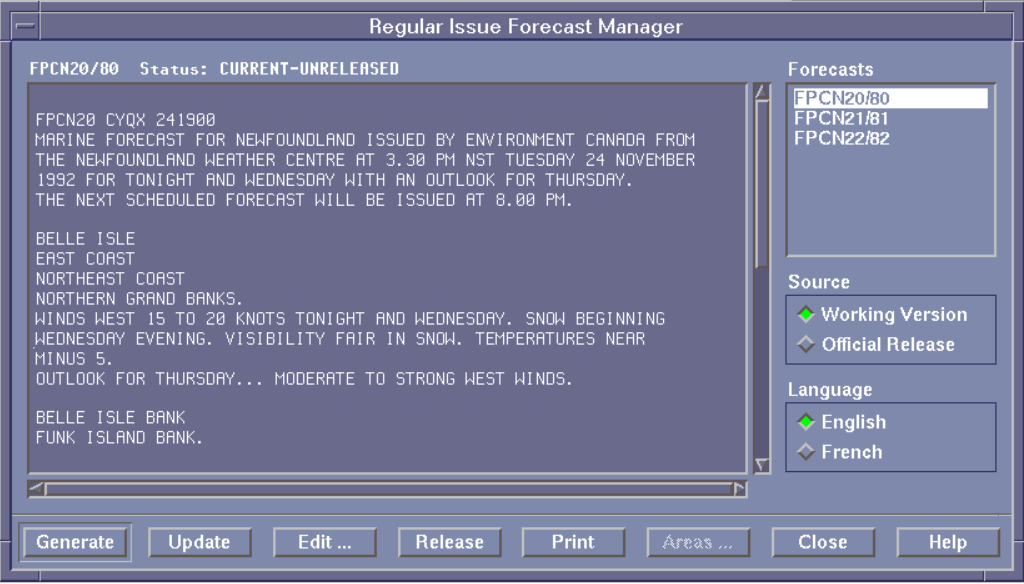 Regular Issue Forecast Manager
FPCN20/80 Status: CURRENT-UNRELEASED
FPCN20 CYQX 241900
MARINE FORECAST FOR NEWFOUNDLAND ISSUED BY ENVIRONMENT CANADA FROM
THE NEWFOUNDLAND WEATHER CENTRE AT 3.30 PM NST TUESDAY 24 NOVEMBER
1992 FOR TONIGHT AND WEDNESDAY WITH AN OUTLOOK FOR THURSDAY.
THE NEXT SCHEDULED FORECAST WILL BE ISSUED AT 8.00 PM.
BELLE ISLE
EAST COAST
NORTHEAST COAST
NORTHERN GRAND BANKS.
WINDS WEST 15 TO 20 KNOTS TONIGHT AND WEDNESDAY. SNOW BEGINNING
WEDNESDAY EVENING. VISIBILITY FAIR IN SNOW. TEMPERATURES NEAR
MINUS 5.
OUTLOOK FOR THURSDAY... MODERATE TO STRONG WEST WINDS.
BELLE ISLE BANK
FUNK ISLAND BANK.
Forecasts
FPCN20/80
FPCN21/81
FPCN22/82
Source
Working Version
Official Release
Language
English
French
Generate Update Edit ... Release Print Areas ... Close Help